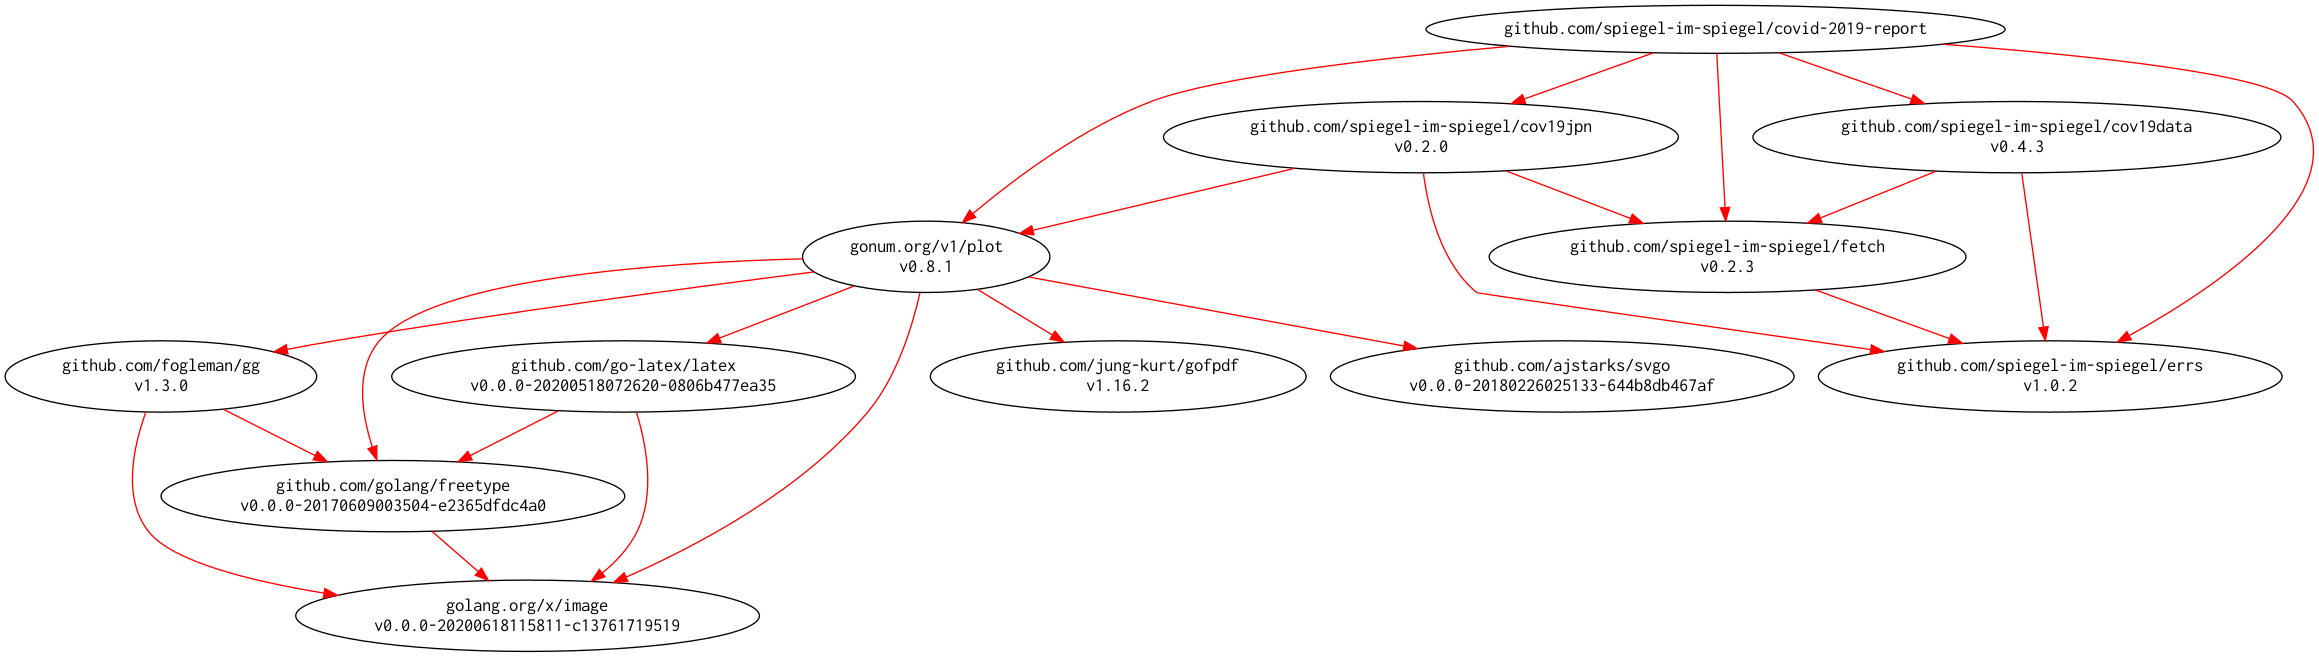 github.com/spiegel-im-spiegel/covid-2019-report
github.com/spiegel-im-spiegel/cov19jpn
v0.2.0
github.com/spiegel-im-spiegel/cov19data
v0.4.3
gonum.org/v1/plot
v0.8.1
github.com/spiegel-im-spiegel/fetch
v0.2.3
github.com/fogleman/gg
v1.3.0
github.com/go-latex/latex
v0.0.0-20200518072620-0806b477ea35
github.com/jung-kurt/gofpdf
v1.16.2
github.com/ajstarks/svgo
v0.0.0-20180226025133-644b8db467af
github.com/spiegel-im-spiegel/errs
v1.0.2
github.com/golang/freetype
v0.0.0-20170609003504-e2365dfdc4a0
golang.org/x/image
v0.0.0-20200618115811-c13761719519